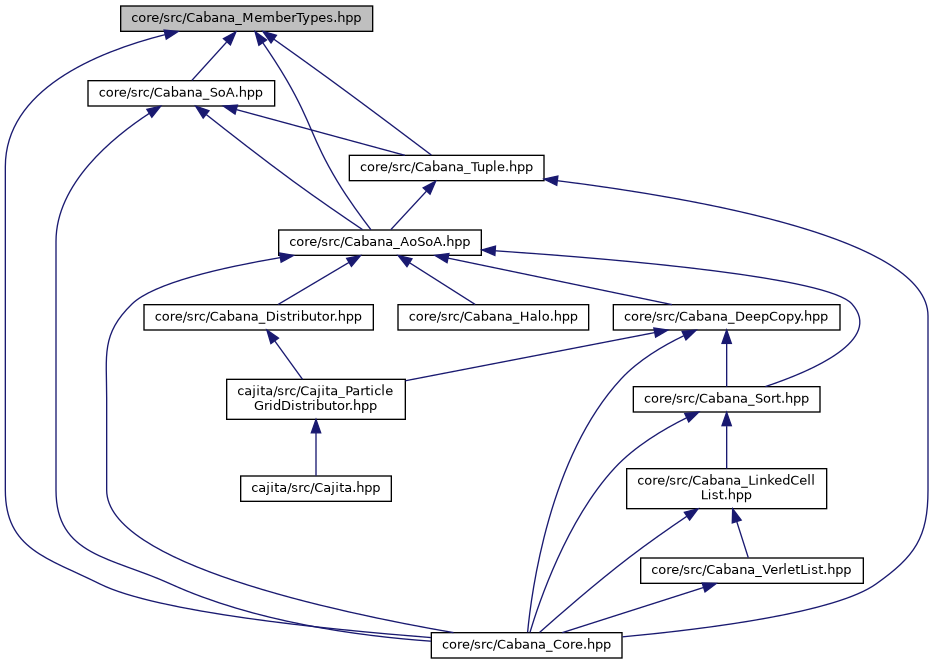 core/src/Cabana_MemberTypes.hpp
core/src/Cabana_SoA.hpp
core/src/Cabana_Tuple.hpp
core/src/Cabana_AoSoA.hpp
core/src/Cabana_Distributor.hpp
core/src/Cabana_Halo.hpp
core/src/Cabana_DeepCopy.hpp
cajita/src/Cajita_Particle
GridDistributor.hpp
core/src/Cabana_Sort.hpp
cajita/src/Cajita.hpp
core/src/Cabana_LinkedCell
List.hpp
core/src/Cabana_VerletList.hpp
core/src/Cabana_Core.hpp